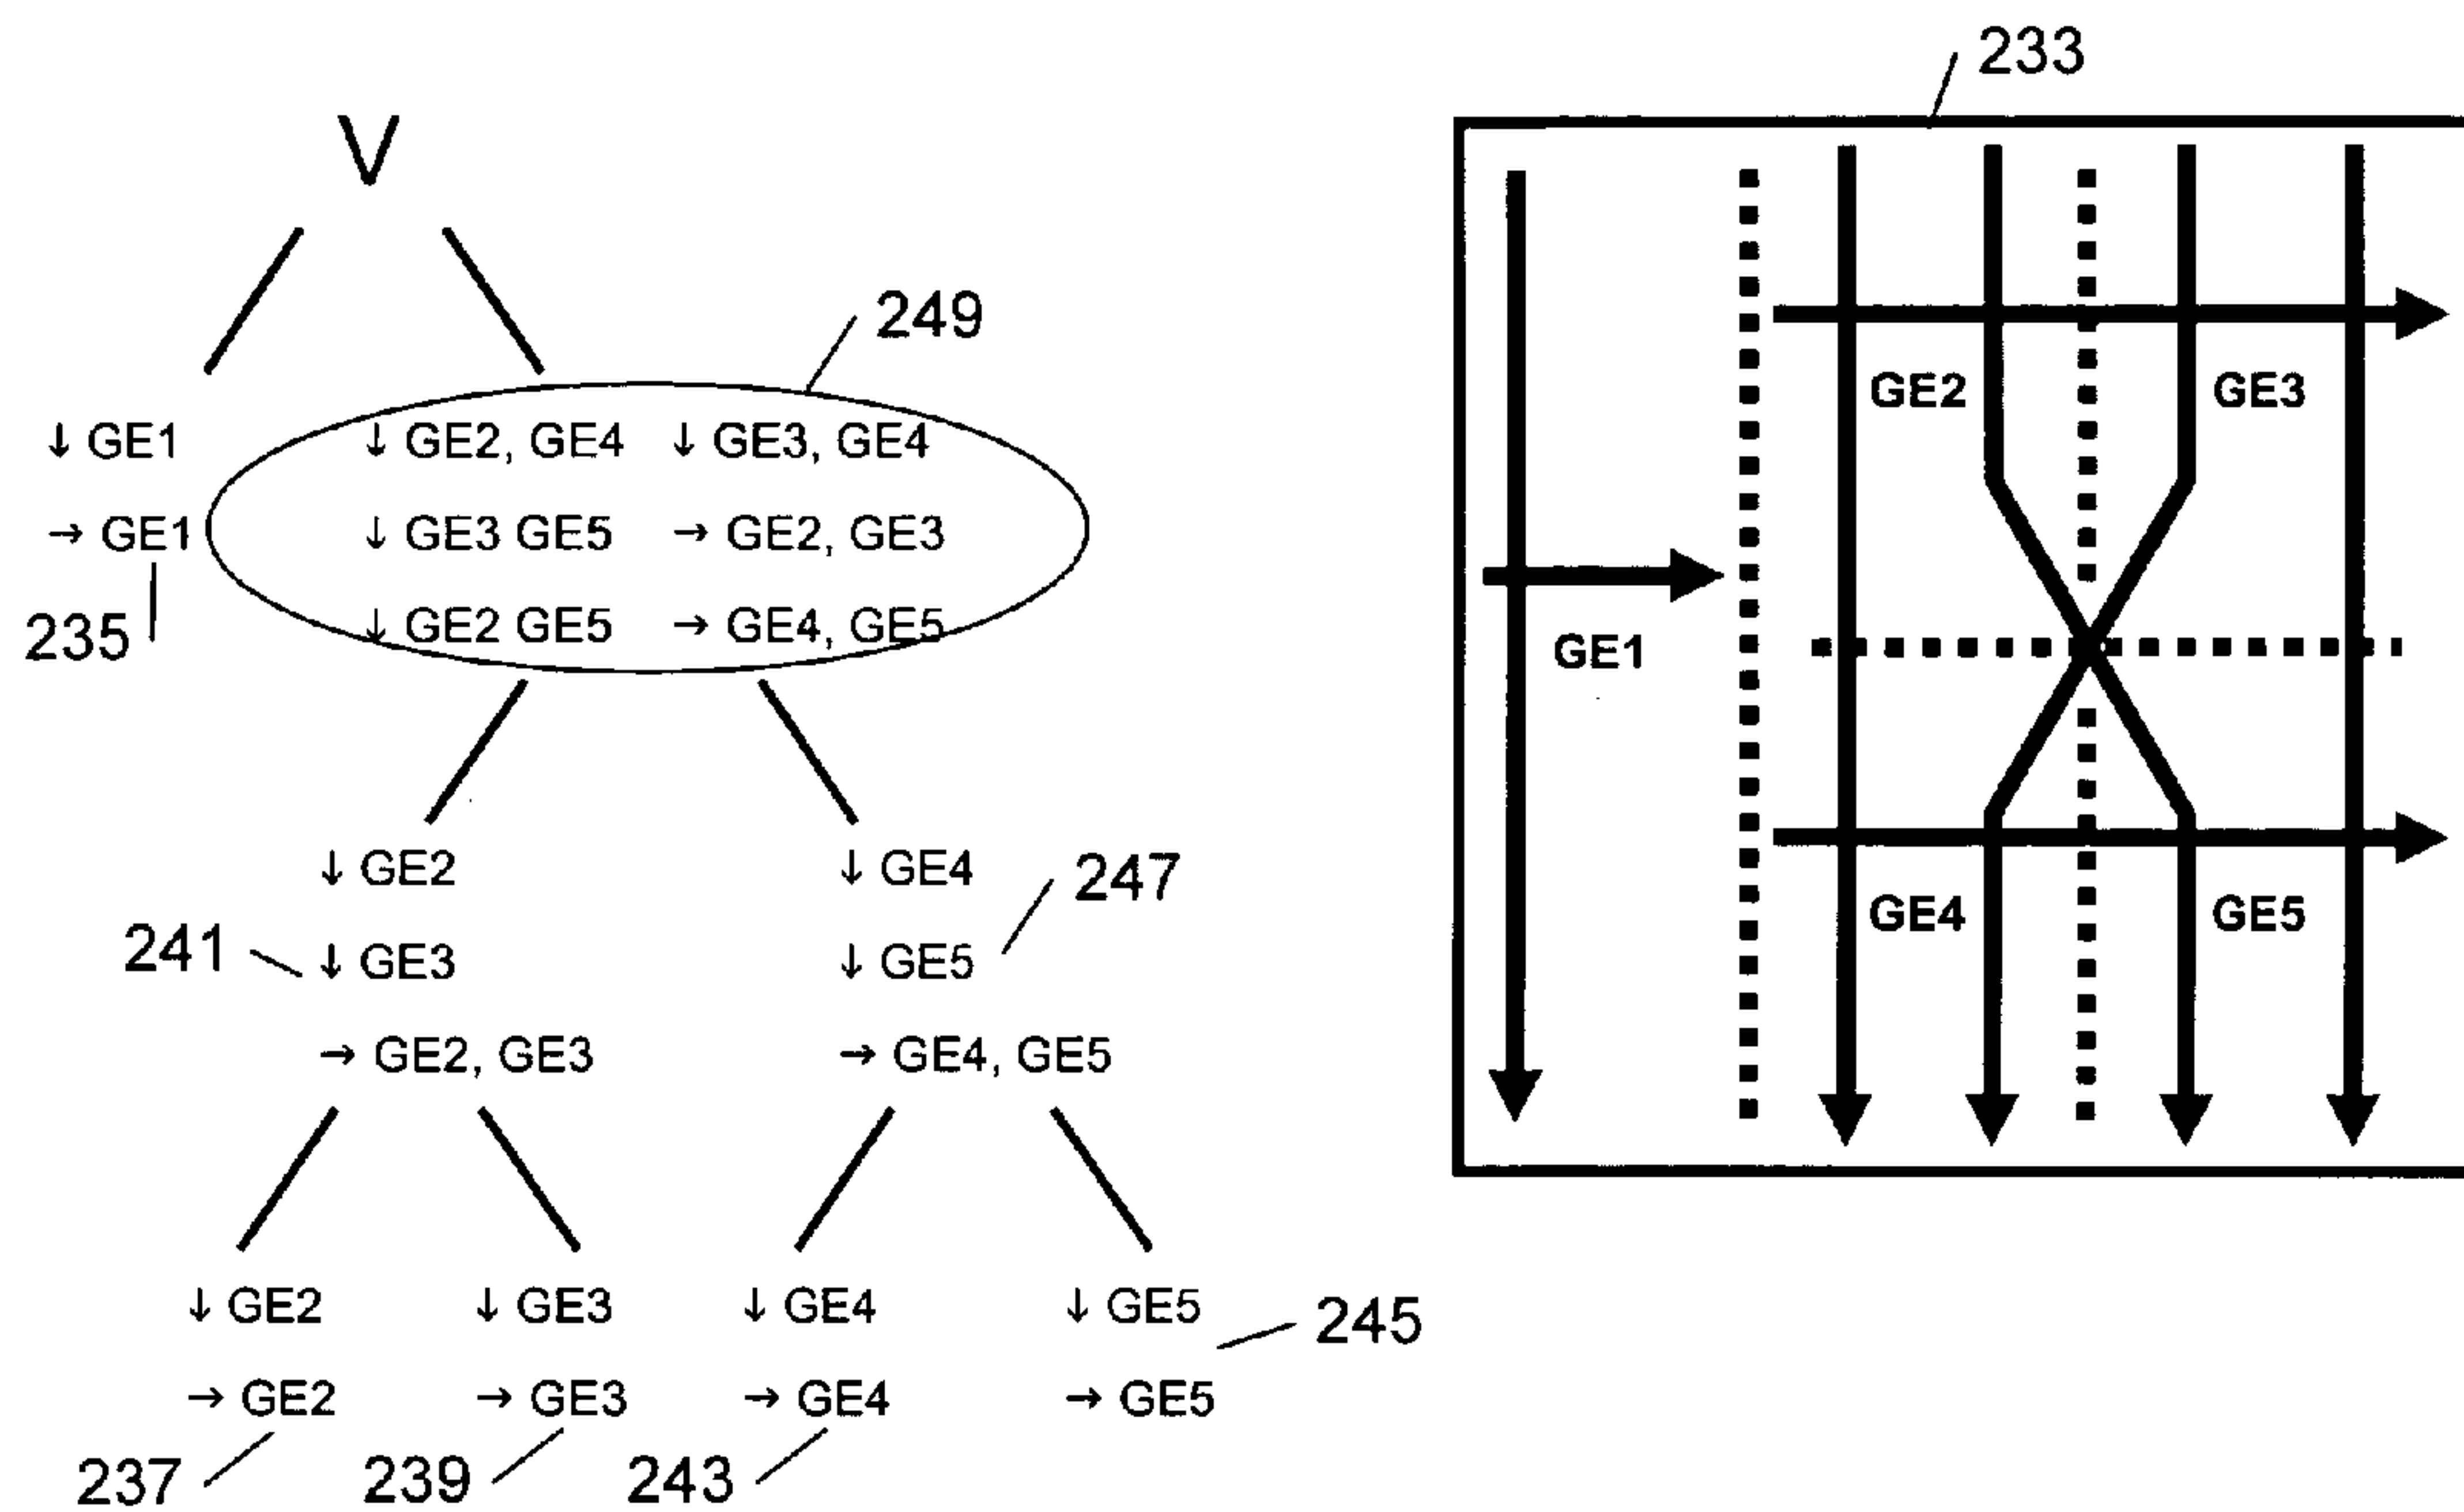 233
V
249
↓ GE1
↓ GE2, GE4 ↓ GE3, GE4
→ GE1
↓ GE3 GE5 → GE2, GE3
235
↓ GE2 GE5 → GE4, GE5
↓ GE2
↓ GE4
247
241
↓ GE3
↓ GE5
→ GE2, GE3
→ GE4, GE5
↓ GE2 ↓ GE3 ↓ GE4 ↓ GE5
245
→ GE2 → GE3 → GE4 → GE5
237 239 243
GE2 GE3
GE1
GE4 GE5